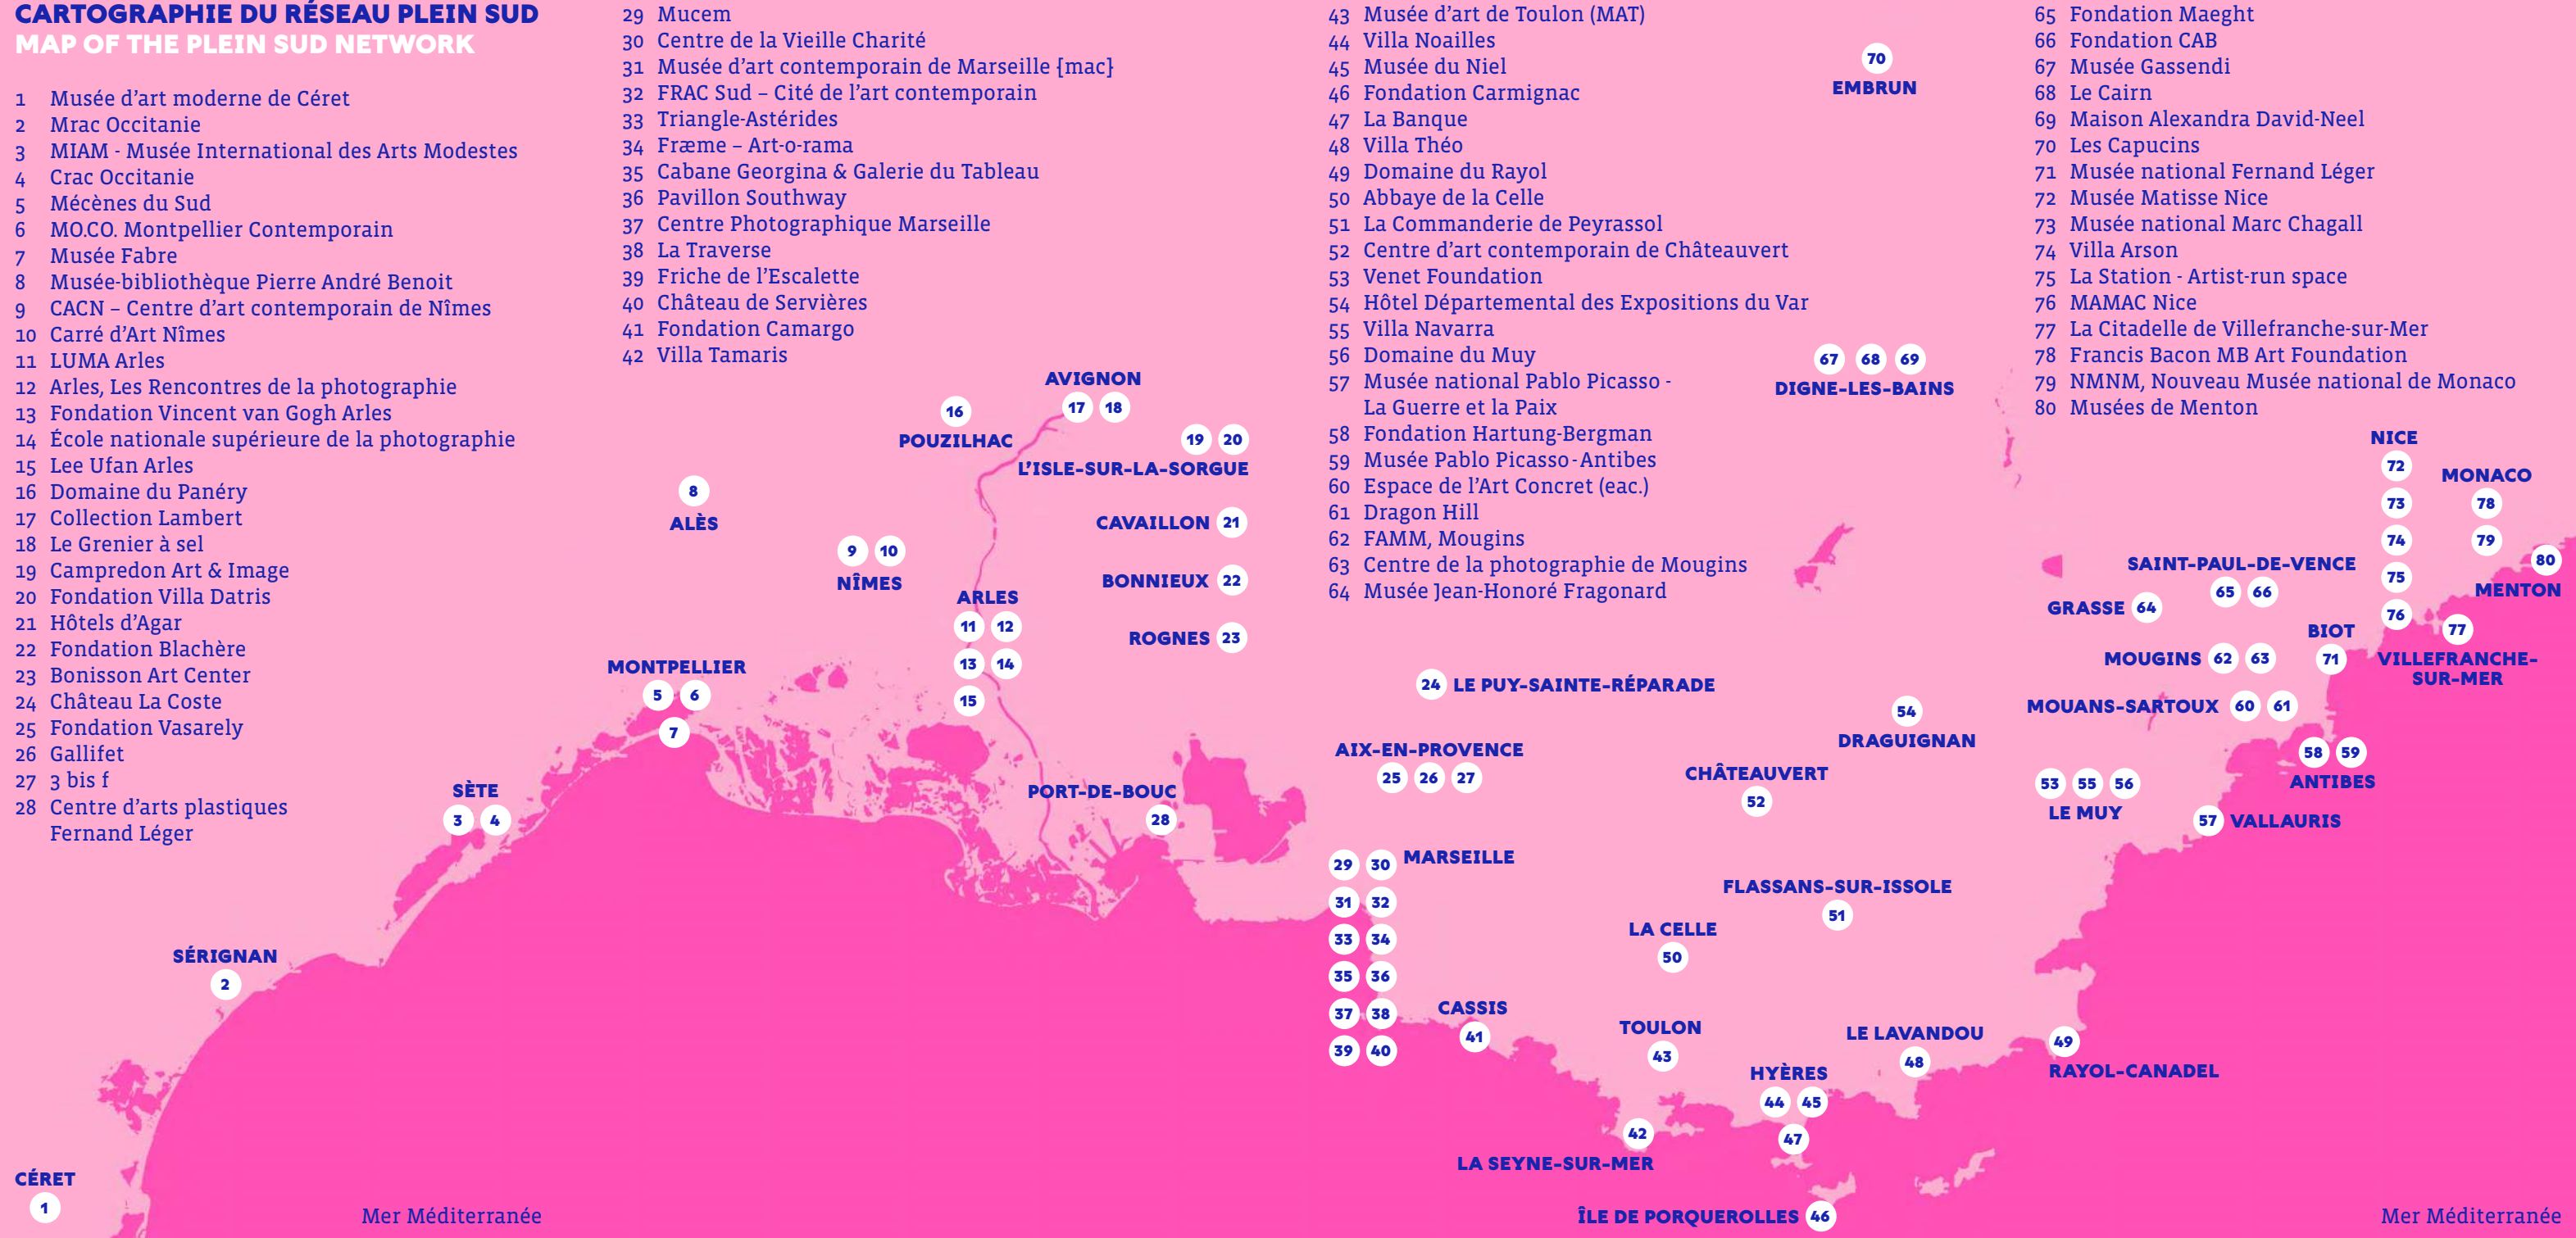 CARTOGRAPHIE DU RÉSEAU PLEIN SUD
MAP OF THE PLEIN SUD NETWORK
1 Musée d’art moderne de Céret
2 Mrac Occitanie
3 MIAM - Musée International des Arts Modestes
4 Crac Occitanie
5 Mécènes du Sud
6 MO.CO. Montpellier Contemporain
7 Musée Fabre
8 Musée-bibliothèque Pierre André Benoit
9 CACN – Centre d’art contemporain de Nîmes
10 Carré d’Art Nîmes
11 LUMA Arles
12 Arles, Les Rencontres de la photographie
13 Fondation Vincent van Gogh Arles
14 École nationale supérieure de la photographie
15 Lee Ufan Arles
16 Domaine du Panéry
17 Collection Lambert
18 Le Grenier à sel
19 Campredon Art & Image
20 Fondation Villa Datris
21 Hôtels d’Agar
22 Fondation Blachère
23 Bonisson Art Center
24 Château La Coste
25 Fondation Vasarely
26 Gallifet
27 3 bis f
28 Centre d’arts plastiques
Fernand Léger
29 Mucem
30 Centre de la Vieille Charité
31 Musée d’art contemporain de Marseille {mac}
32 FRAC Sud – Cité de l’art contemporain
33 Triangle-Astérides
34 Fræme – Art-o-rama
35 Cabane Georgina & Galerie du Tableau
36 Pavillon Southway
37 Centre Photographique Marseille
38 La Traverse
39 Friche de l’Escalette
40 Château de Servières
41 Fondation Camargo
42 Villa Tamaris
43 Musée d’art de Toulon (MAT)
44 Villa Noailles
45 Musée du Niel
46 Fondation Carmignac
47 La Banque
48 Villa Théo
49 Domaine du Rayol
50 Abbaye de la Celle
51 La Commanderie de Peyrassol
52 Centre d’art contemporain de Châteauvert
53 Venet Foundation
54 Hôtel Départemental des Expositions du Var
55 Villa Navarra
56 Domaine du Muy
57 Musée national Pablo Picasso -
La Guerre et la Paix
58 Fondation Hartung-Bergman
59 Musée Pablo Picasso-Antibes
60 Espace de l’Art Concret (eac.)
61 Dragon Hill
62 FAMM, Mougins
63 Centre de la photographie de Mougins
64 Musée Jean-Honoré Fragonard
65 Fondation Maeght
66 Fondation CAB
67 Musée Gassendi
68 Le Cairn
69 Maison Alexandra David-Neel
70 Les Capucins
71 Musée national Fernand Léger
72 Musée Matisse Nice
73 Musée national Marc Chagall
74 Villa Arson
75 La Station - Artist-run space
76 MAMAC Nice
77 La Citadelle de Villefranche-sur-Mer
78 Francis Bacon MB Art Foundation
79 NMNM, Nouveau Musée national de Monaco
80 Musées de Menton
CÉRET
1
SÉRIGNAN
2
SÈTE
3 4
MONTPELLIER
5 6
7
ALÈS
8
NÎMES
9 10
ARLES
11 12
13 14
15
POUZILHAC
16
AVIGNON
17 18
19 20
L’ISLE-SUR-LA-SORGUE
CAVAILLON 21
BONNIEUX 22
ROGNES 23
24 LE PUY-SAINTE-RÉPARADE
AIX-EN-PROVENCE
25 26 27
PORT-DE-BOUC
28
MARSEILLE
29 30
31 32
33 34
35 36
37 38
39 40
CASSIS
41
42
LA SEYNE-SUR-MER
TOULON
43
HYÈRES
44 45
47
ÎLE DE PORQUEROLLES 46
LE LAVANDOU
48
49
RAYOL-CANADEL
LA CELLE
50
FLASSANS-SUR-ISSOLE
51
CHÂTEAUVERT
52
54
DRAGUIGNAN
53 55 56
LE MUY
57 VALLAURIS
58 59
ANTIBES
MOUANS-SARTOUX 60 61
MOUGINS 62 63
GRASSE 64
SAINT-PAUL-DE-VENCE
65 66
67 68 69
DIGNE-LES-BAINS
70
EMBRUN
BIOT
71
NICE
72
73
74
75
76
77
VILLEFRANCHE-
SUR-MER
MONACO
78
79
80
MENTON
Mer Méditerranée
Mer Méditerranée